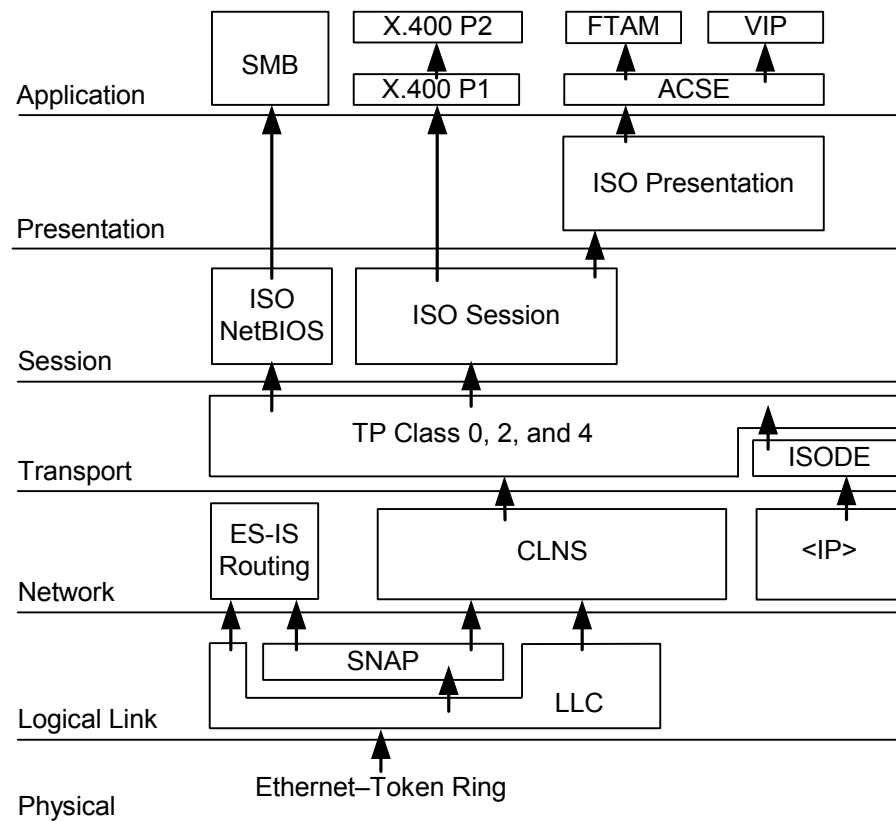 X.400 P2
FTAM
VIP
SMB
X.400 P1
ACSE
Application
ISO Presentation
Presentation
ISO
NetBIOS
ISO Session
Session
TP Class 0, 2, and 4
ISODE
Transport
ES-IS
Routing
CLNS
<IP>
Network
SNAP
LLC
Logical Link
Ethernet–Token Ring
Physical